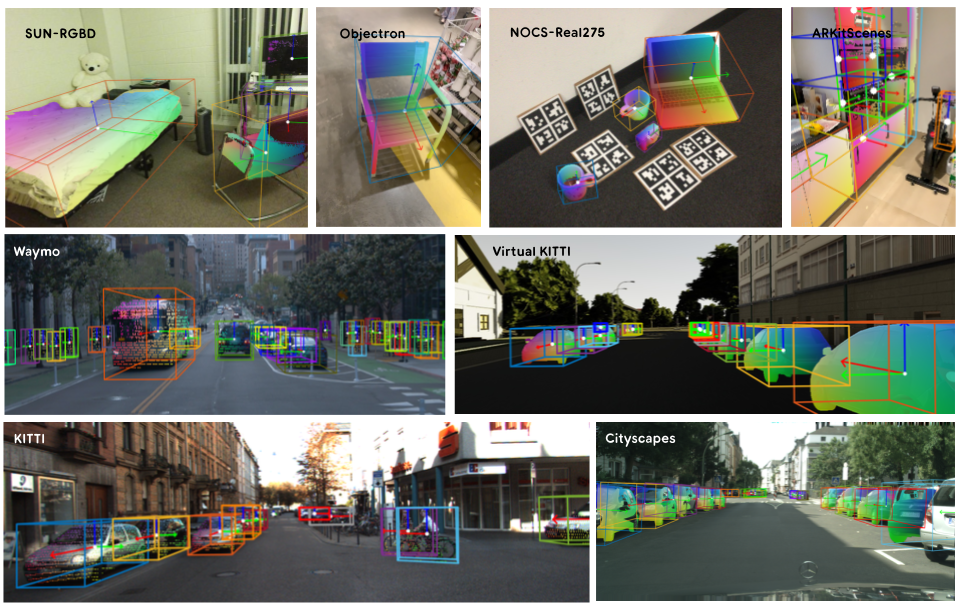 SUN-RGBD
Objectron
NOCS-Real275
ARKitScenes
Waymo
Virtual KITTI
KITTI
Cityscapes